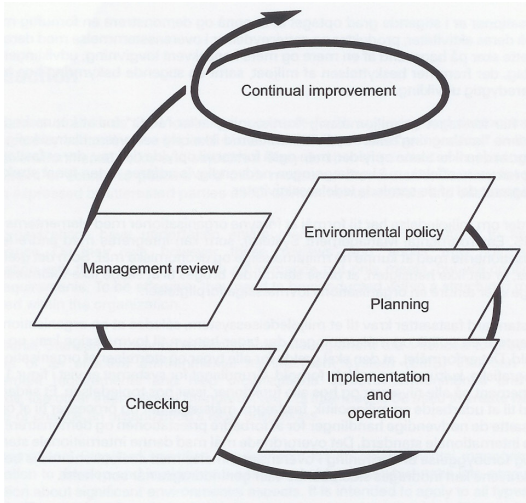 Continual improvement
Environmental policy
Management review
Planning
Implementation
and
operation
Checking